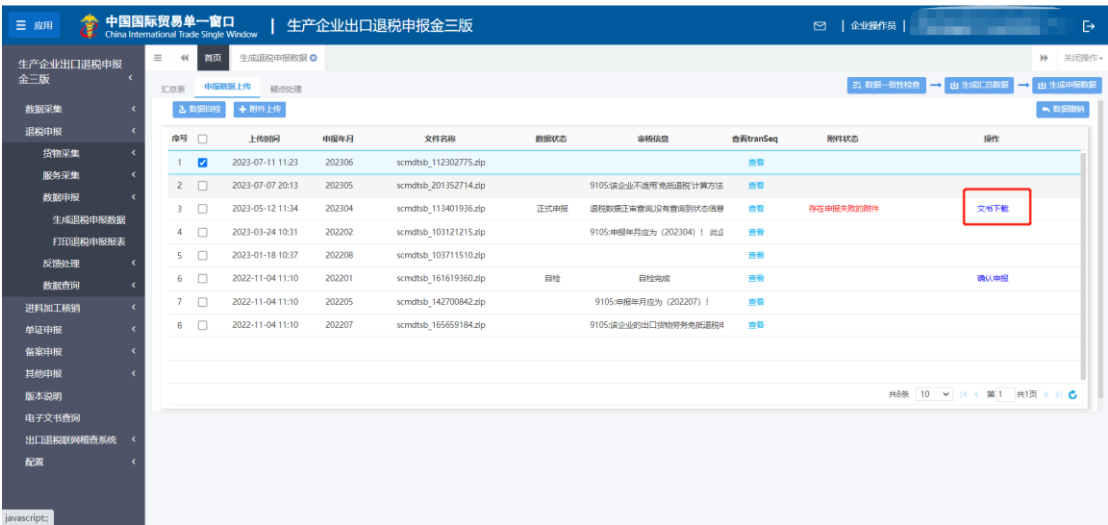 应用 中国国际贸易单一窗口 China International Trade Single Window | 生产企业出口退税申报金三版 | 企业操作员 |
生产企业出口退税申报金三版
数据采集
退税申报
货物采集
服务采集
数据申报
生成退税申报数据
打印退税申报报表
反馈处理
数据查询
进料加工核销
单证申报
备案申报
其他申报
版本说明
电子文书查询
出口退税联网稽查系统
配置
首页 生成退税申报数据 关闭操作
汇总表 申报数据上传 疑点处理 数据一致性检查 → 生成汇总数据 → 生成申报数据
数据自检 附件上传 数据撤销
序号 上传时间 申报年月 文件名称 数据状态 审核信息 查看tranSeq 附件状态 操作
1 2023-07-11 11:23 202306 scmdtsb_112302775.zip 查看
2 2023-07-07 20:13 202305 scmdtsb_201352714.zip 9105:该企业不适用'免抵退税'计算方法 查看
3 2023-05-12 11:34 202304 scmdtsb_113401936.zip 正式申报 退税数据正审查询,没有查询到状态信息 查看 存在申报失败的附件 文书下载
4 2023-03-24 10:31 202202 scmdtsb_103121215.zip 9105:申报年月应为（202304）！ 此 查看
5 2023-01-18 10:37 202208 scmdtsb_103711510.zip 查看
6 2022-11-04 11:10 202201 scmdtsb_161619360.zip 自检 自检完成 查看 确认申报
7 2022-11-04 11:10 202205 scmdtsb_142700842.zip 9105:申报年月应为（202207）！ 查看
8 2022-11-04 11:10 202207 scmdtsb_165659184.zip 9105:该企业的出口货物劳务免抵退税 查看
共8条 10 第 1 共1页
javascript:;